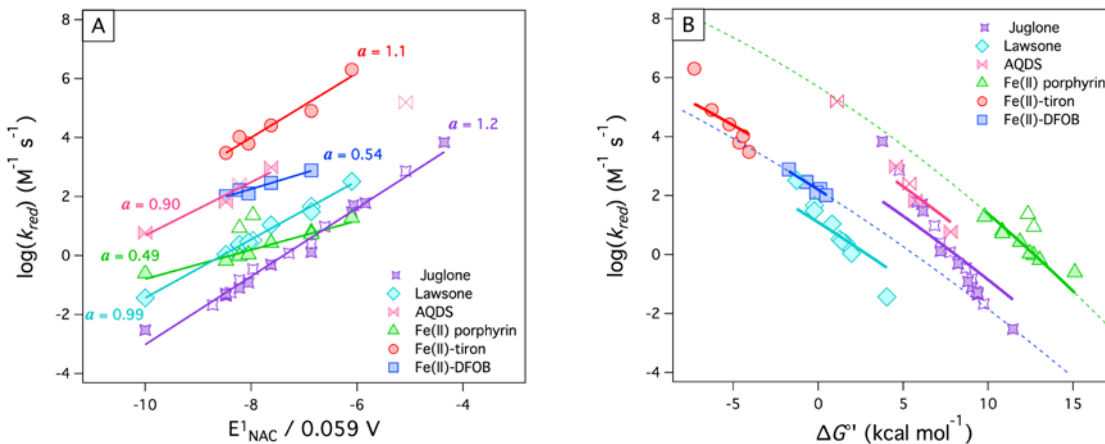 A
8
6
4
2
0
-2
-4
log(k_red) (M⁻¹ s⁻¹)
a = 1.1
a = 1.2
a = 0.54
a = 0.90
a = 0.49
a = 0.99
Juglone
Lawsone
AQDS
Fe(II) porphyrin
Fe(II)-tiron
Fe(II)-DFOB
-10
-8
-6
-4
E¹_NAC / 0.059 V
B
8
6
4
2
0
-2
-4
log(k_red) (M⁻¹ s⁻¹)
Juglone
Lawsone
AQDS
Fe(II) porphyrin
Fe(II)-tiron
Fe(II)-DFOB
-5
0
5
10
15
ΔG°' (kcal mol⁻¹)